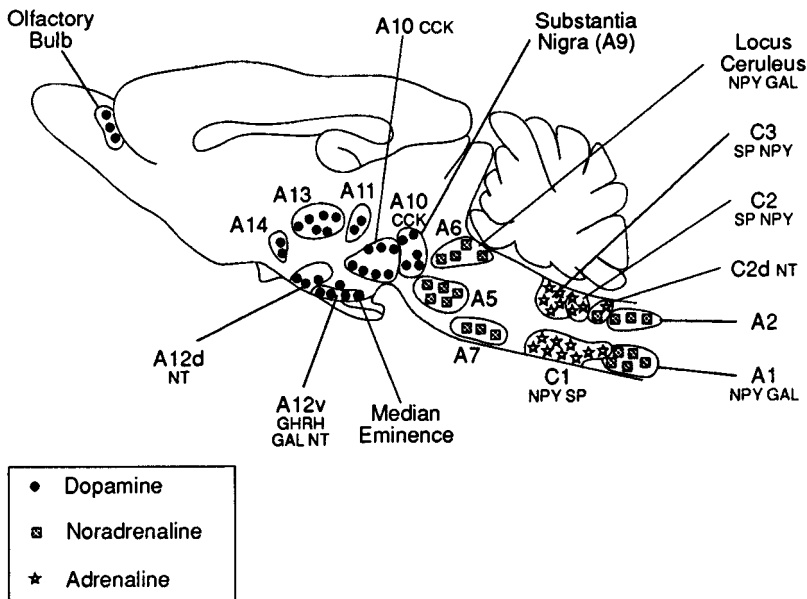 Olfactory
Bulb
A10 CCK
Substantia
Nigra (A9)
Locus
Ceruleus
NPY GAL
C3
SP NPY
C2
SP NPY
C2d NT
A2
A1
NPY GAL
A13
A11
A10
CCK
A14
A6
A5
A7
C1
NPY SP
A12d
NT
A12v
GHRH
GAL NT
Median
Eminence
Dopamine
Noradrenaline
Adrenaline